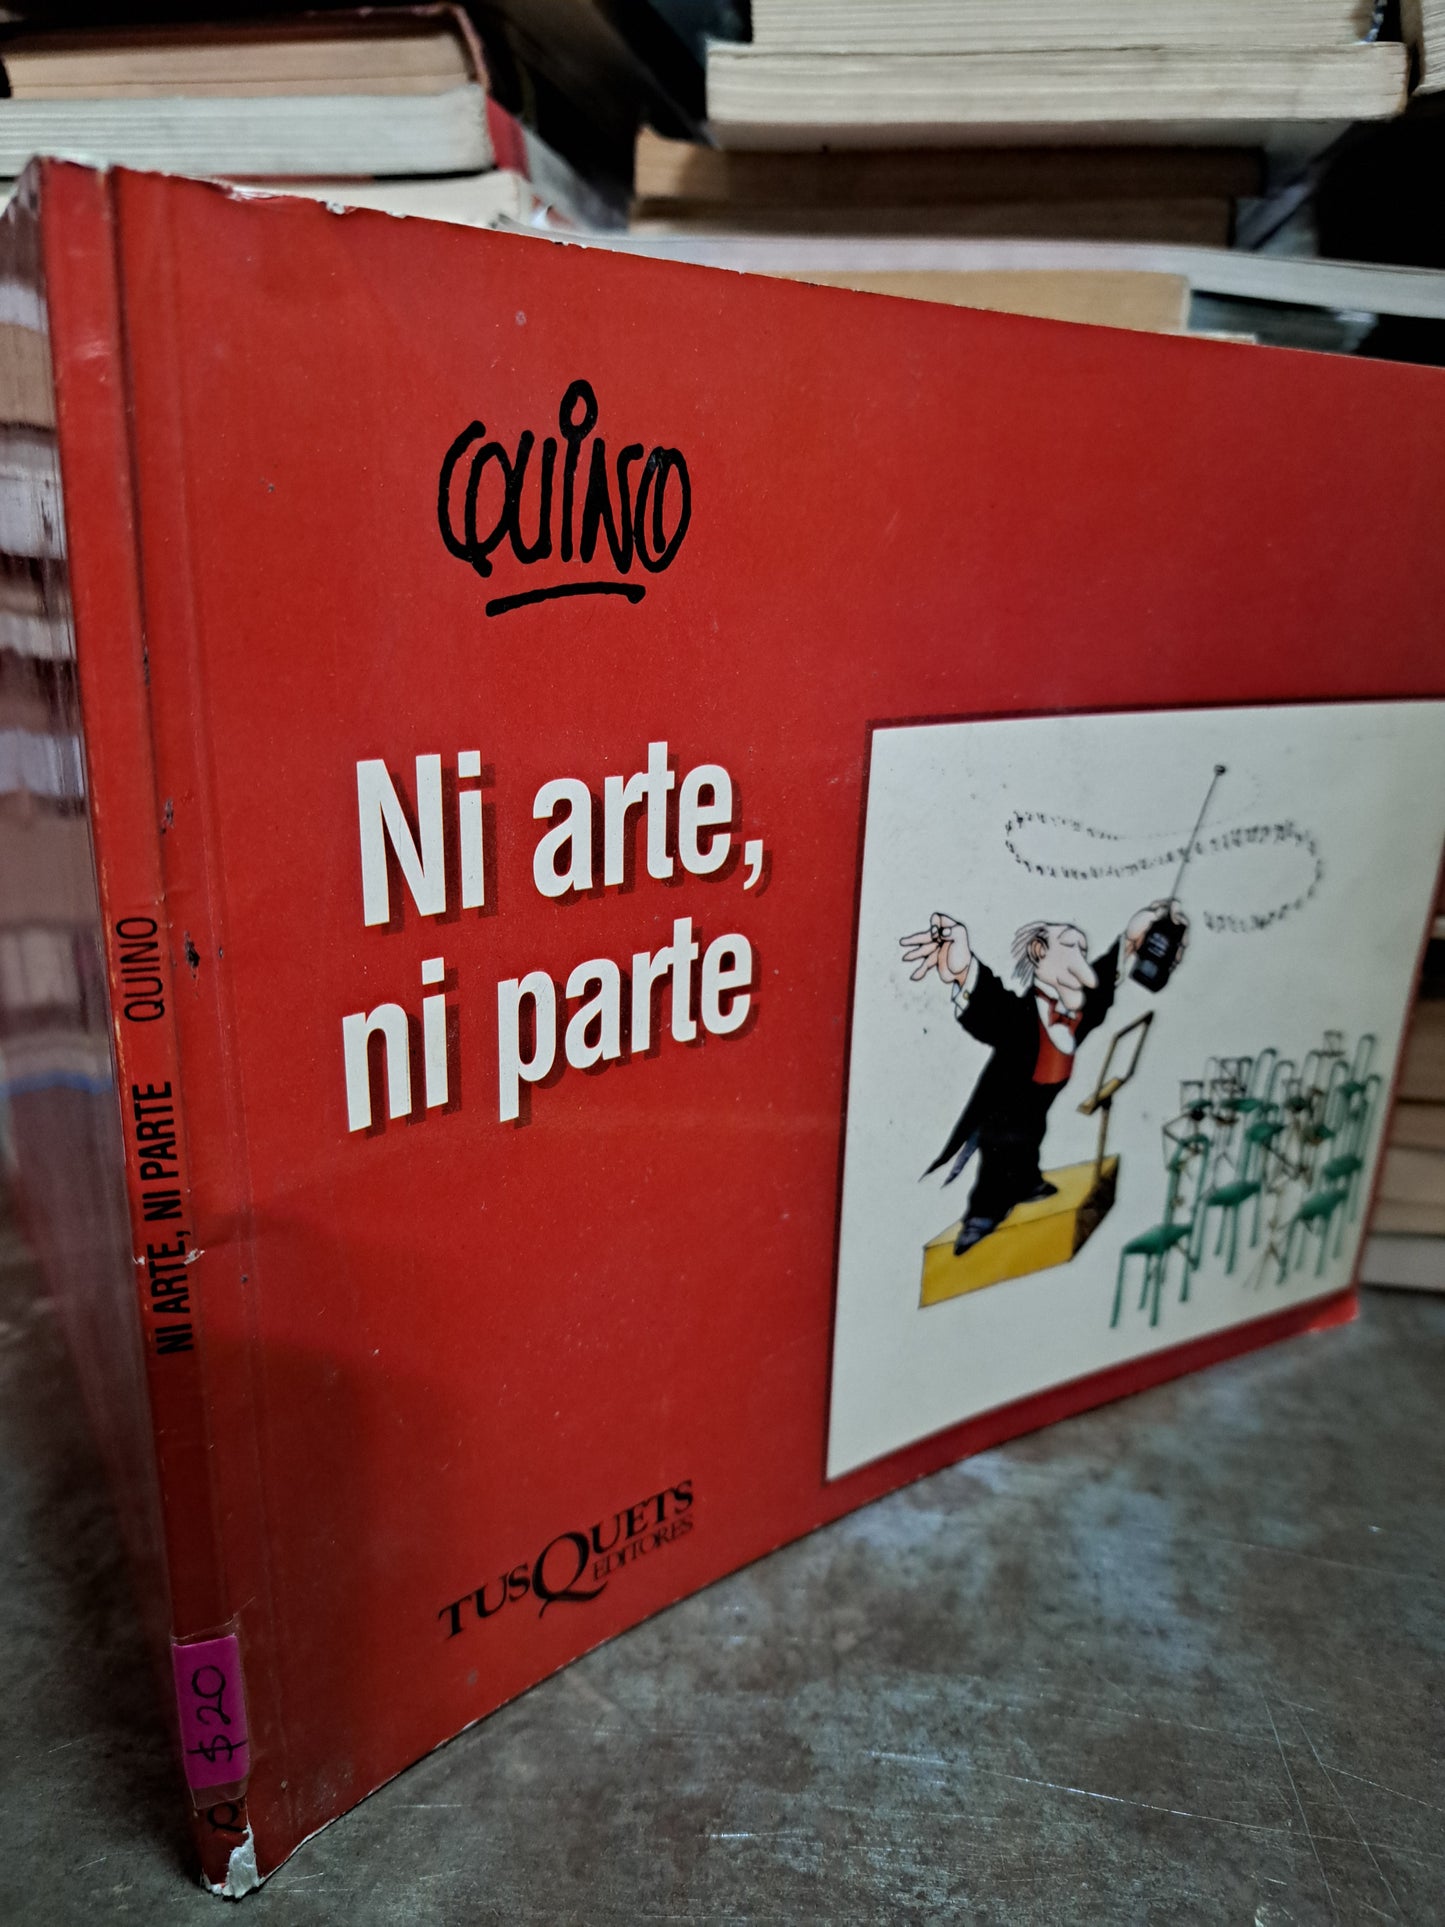 QUINO
Ni arte,
ni parte
TUSQUETS
EDITORES
NI ARTE, NI PARTE QUINO
$20